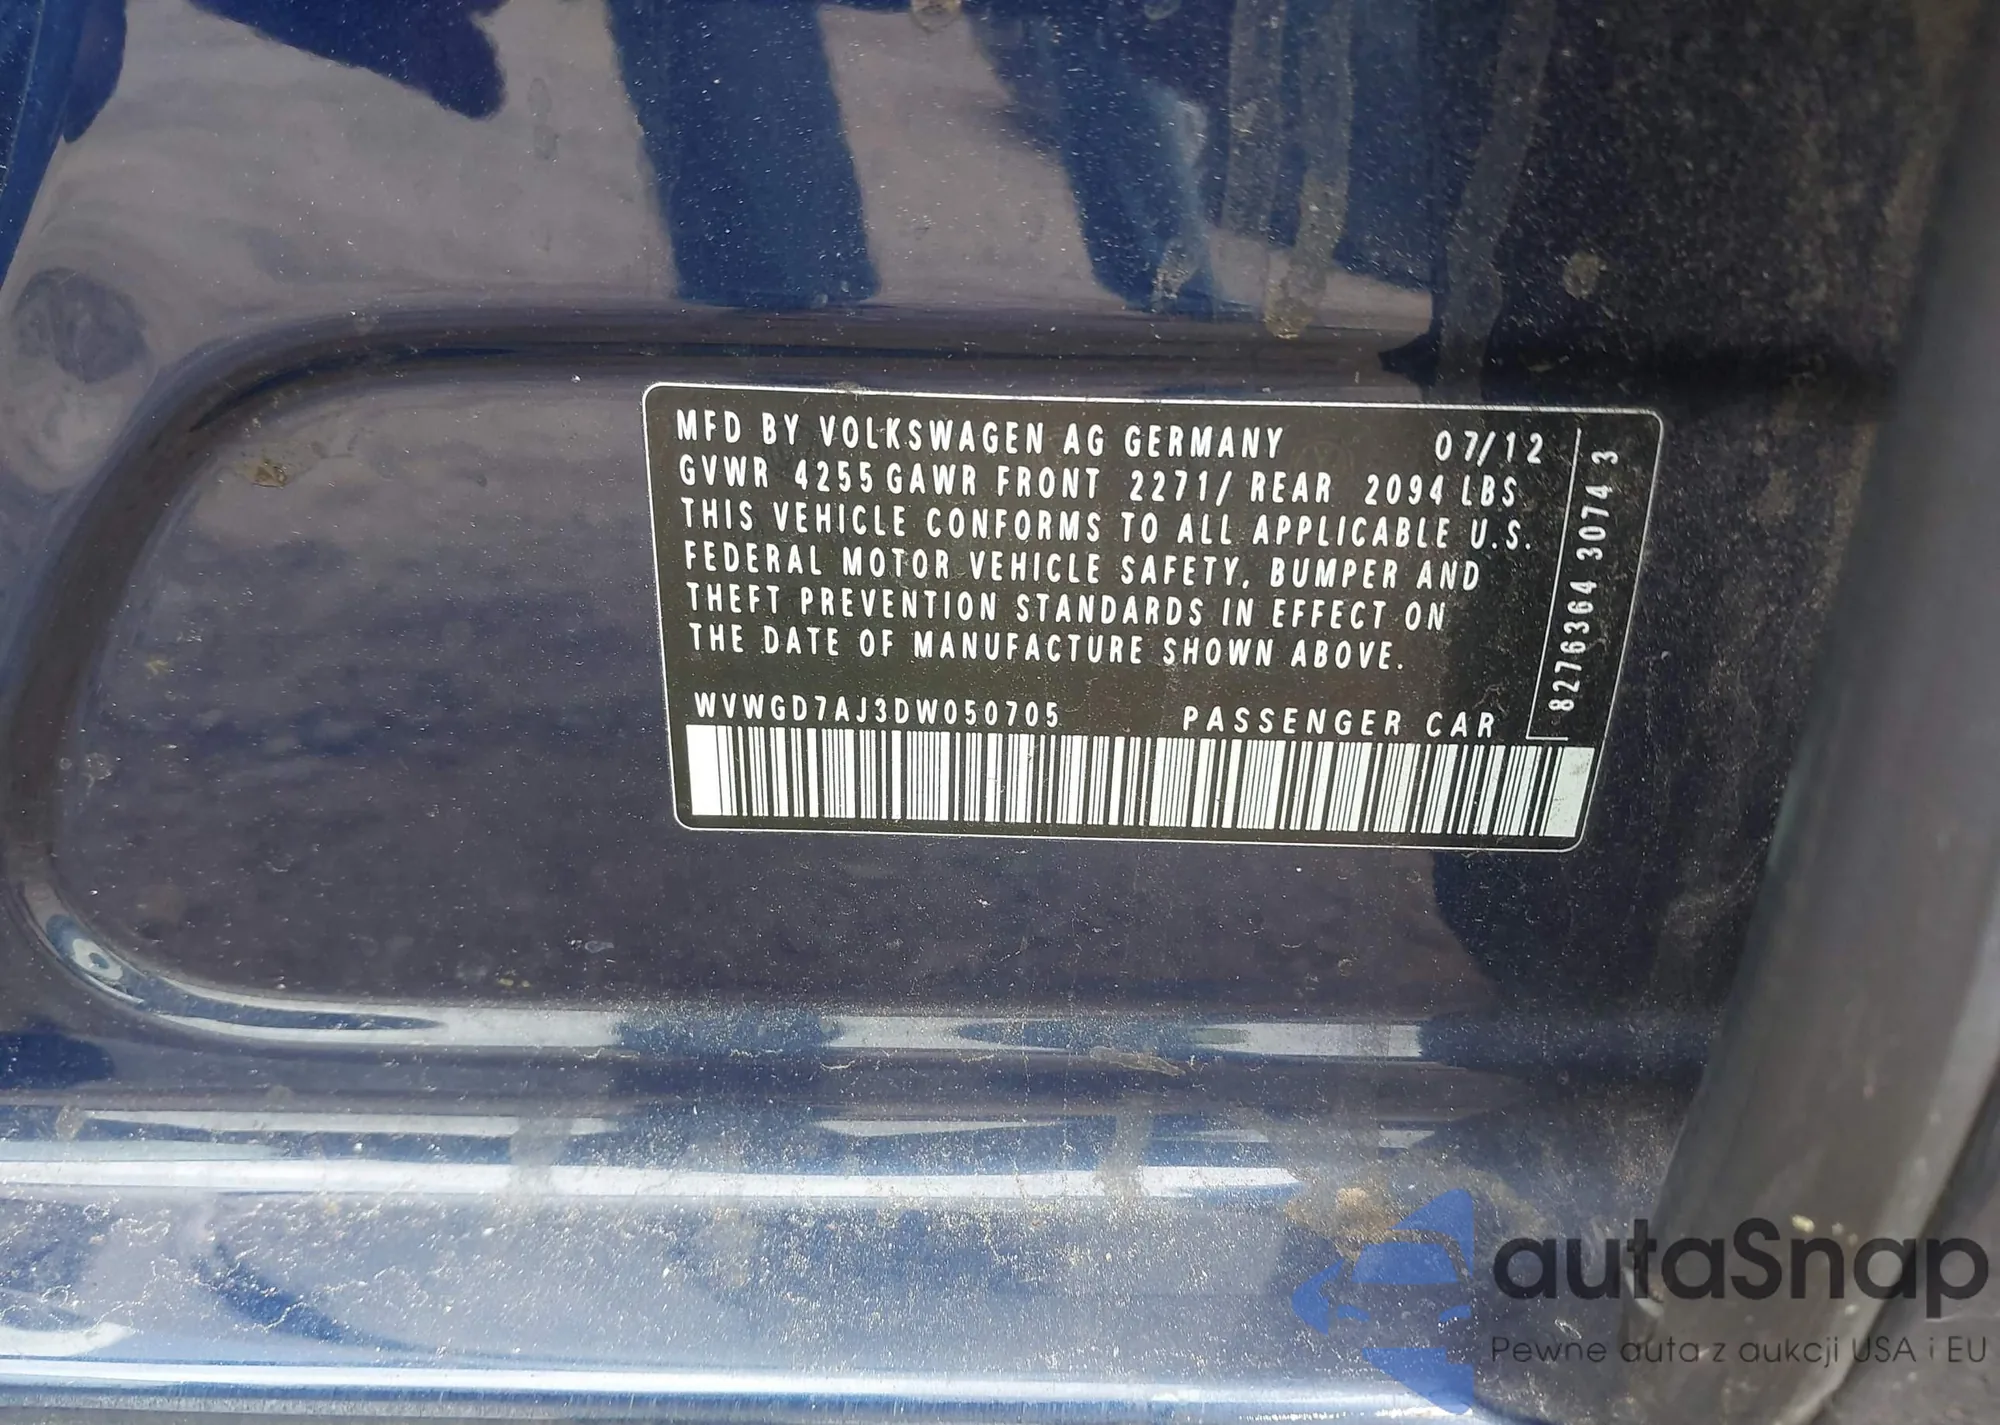 MFD BY VOLKSWAGEN AG GERMANY 07/12
GVWR 4255 GAWR FRONT 2271/ REAR 2094 LBS
THIS VEHICLE CONFORMS TO ALL APPLICABLE U.S.
FEDERAL MOTOR VEHICLE SAFETY, BUMPER AND
THEFT PREVENTION STANDARDS IN EFFECT ON
THE DATE OF MANUFACTURE SHOWN ABOVE.
WVWGD7AJ3DW050705 PASSENGER CAR
82763364 3074 3
autaSnap
Pewne auta z aukcji USA i EU